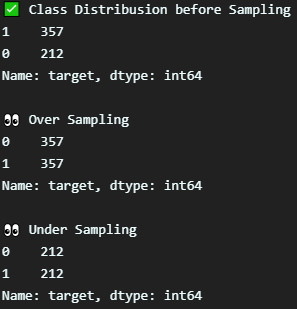 ✅ Class Distribusion before Sampling
1    357
0    212
Name: target, dtype: int64
👀 Over Sampling
0    357
1    357
Name: target, dtype: int64
👀 Under Sampling
0    212
1    212
Name: target, dtype: int64